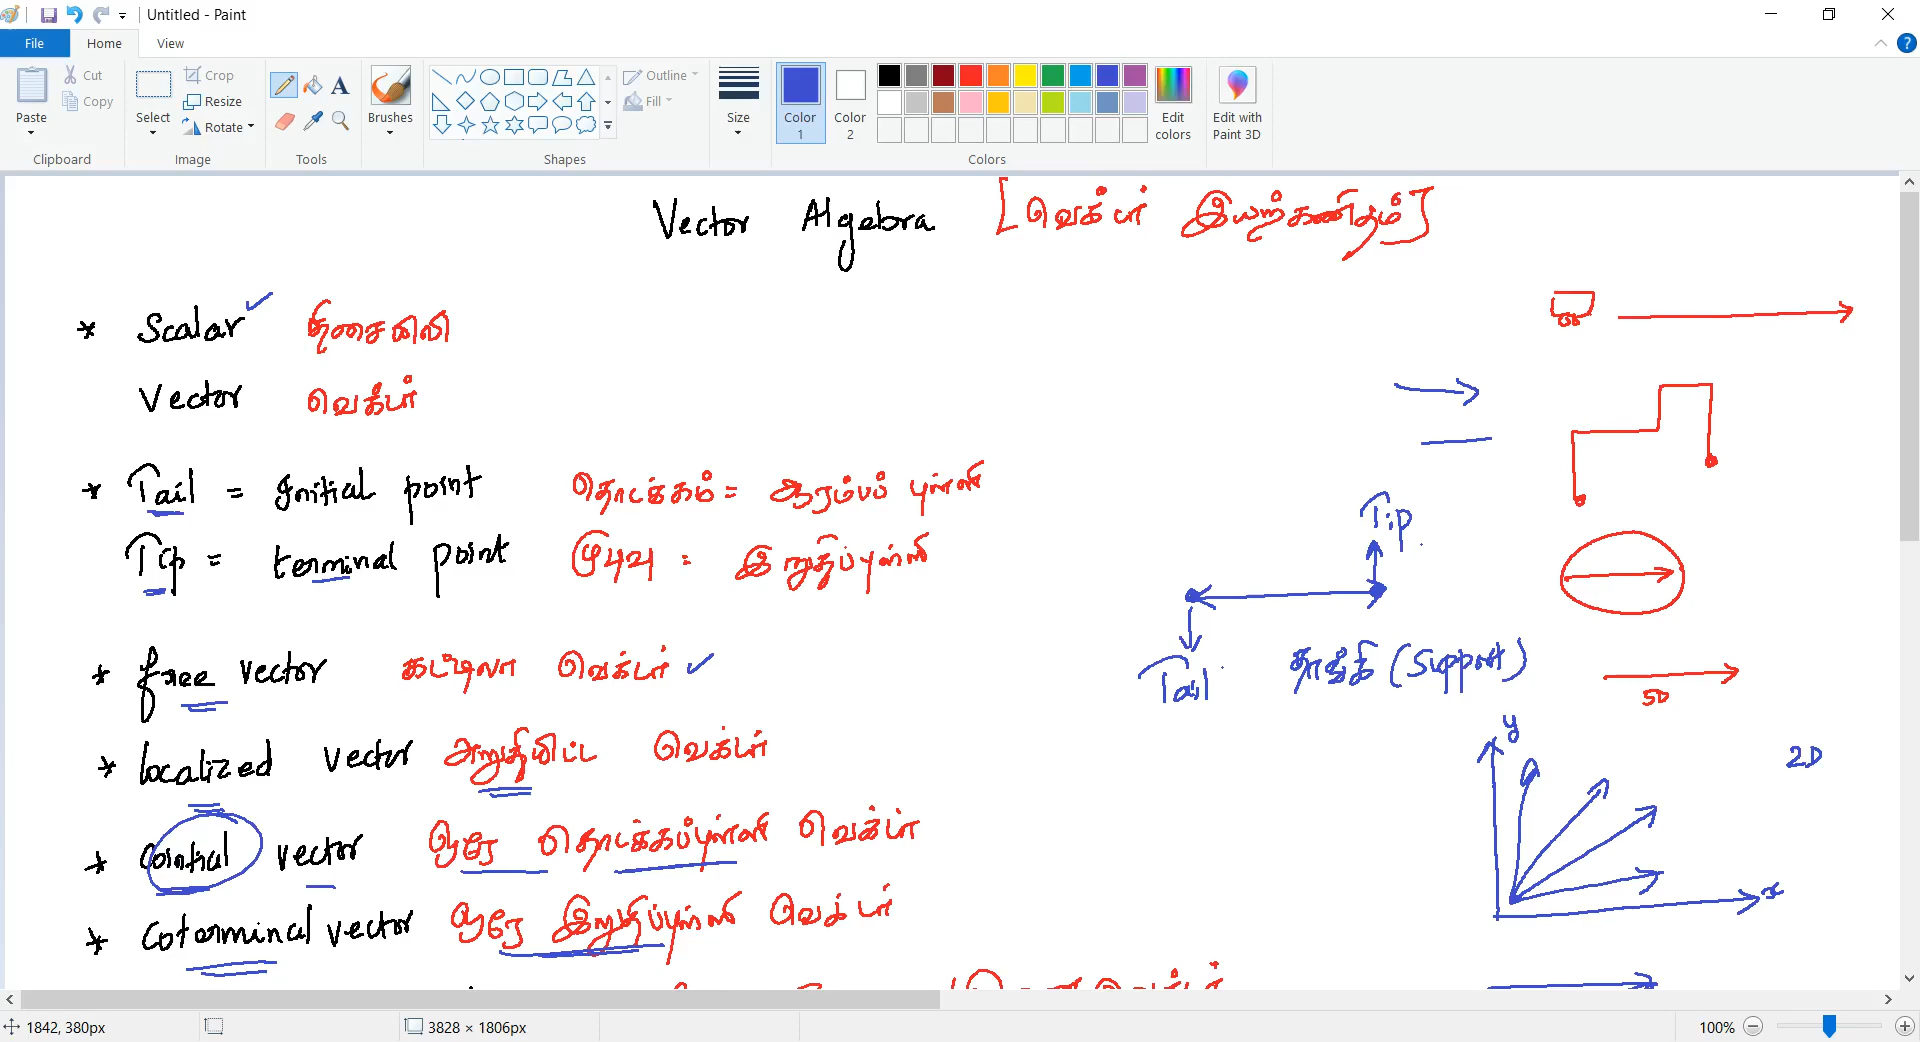 Untitled - Paint
File Home View
Paste Cut Copy Clipboard
Select Crop Resize Rotate Image
Tools
Brushes
Shapes Outline Fill
Size
Color 1 Color 2
Edit colors Colors
Edit with Paint 3D
Vector Algebra [வெக்டர் இயற்கணிதம்]
* Scalar திசையிலி
Vector வெக்டர்
* Tail = Initial point தொடக்கம் = ஆரம்பப் புள்ளி
Tip = terminal point முடிவு = இறுதிப்புள்ளி
Tip
Tail
தாங்கி (Support)
* free vector கட்டிலா வெக்டர்
5D
* localized vector அறுதியிட்ட வெக்டர்
y
2D
x
* Cointial vector ஒரே தொடக்கப்புள்ளி வெக்டர்
* Coterminal vector ஒரே இறுதிப்புள்ளி வெக்டர்
1842, 380px 3828 × 1806px 100%